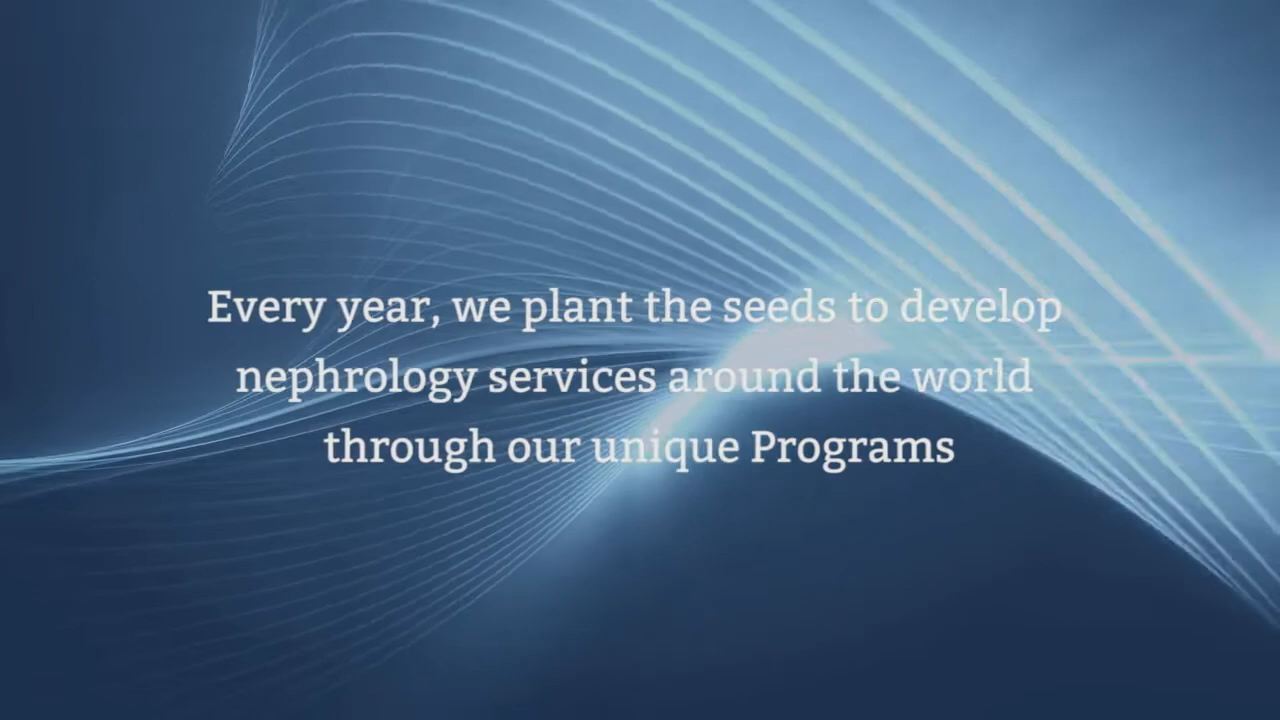 Every year, we plant the seeds to develop
nephrology services around the world
through our unique Programs